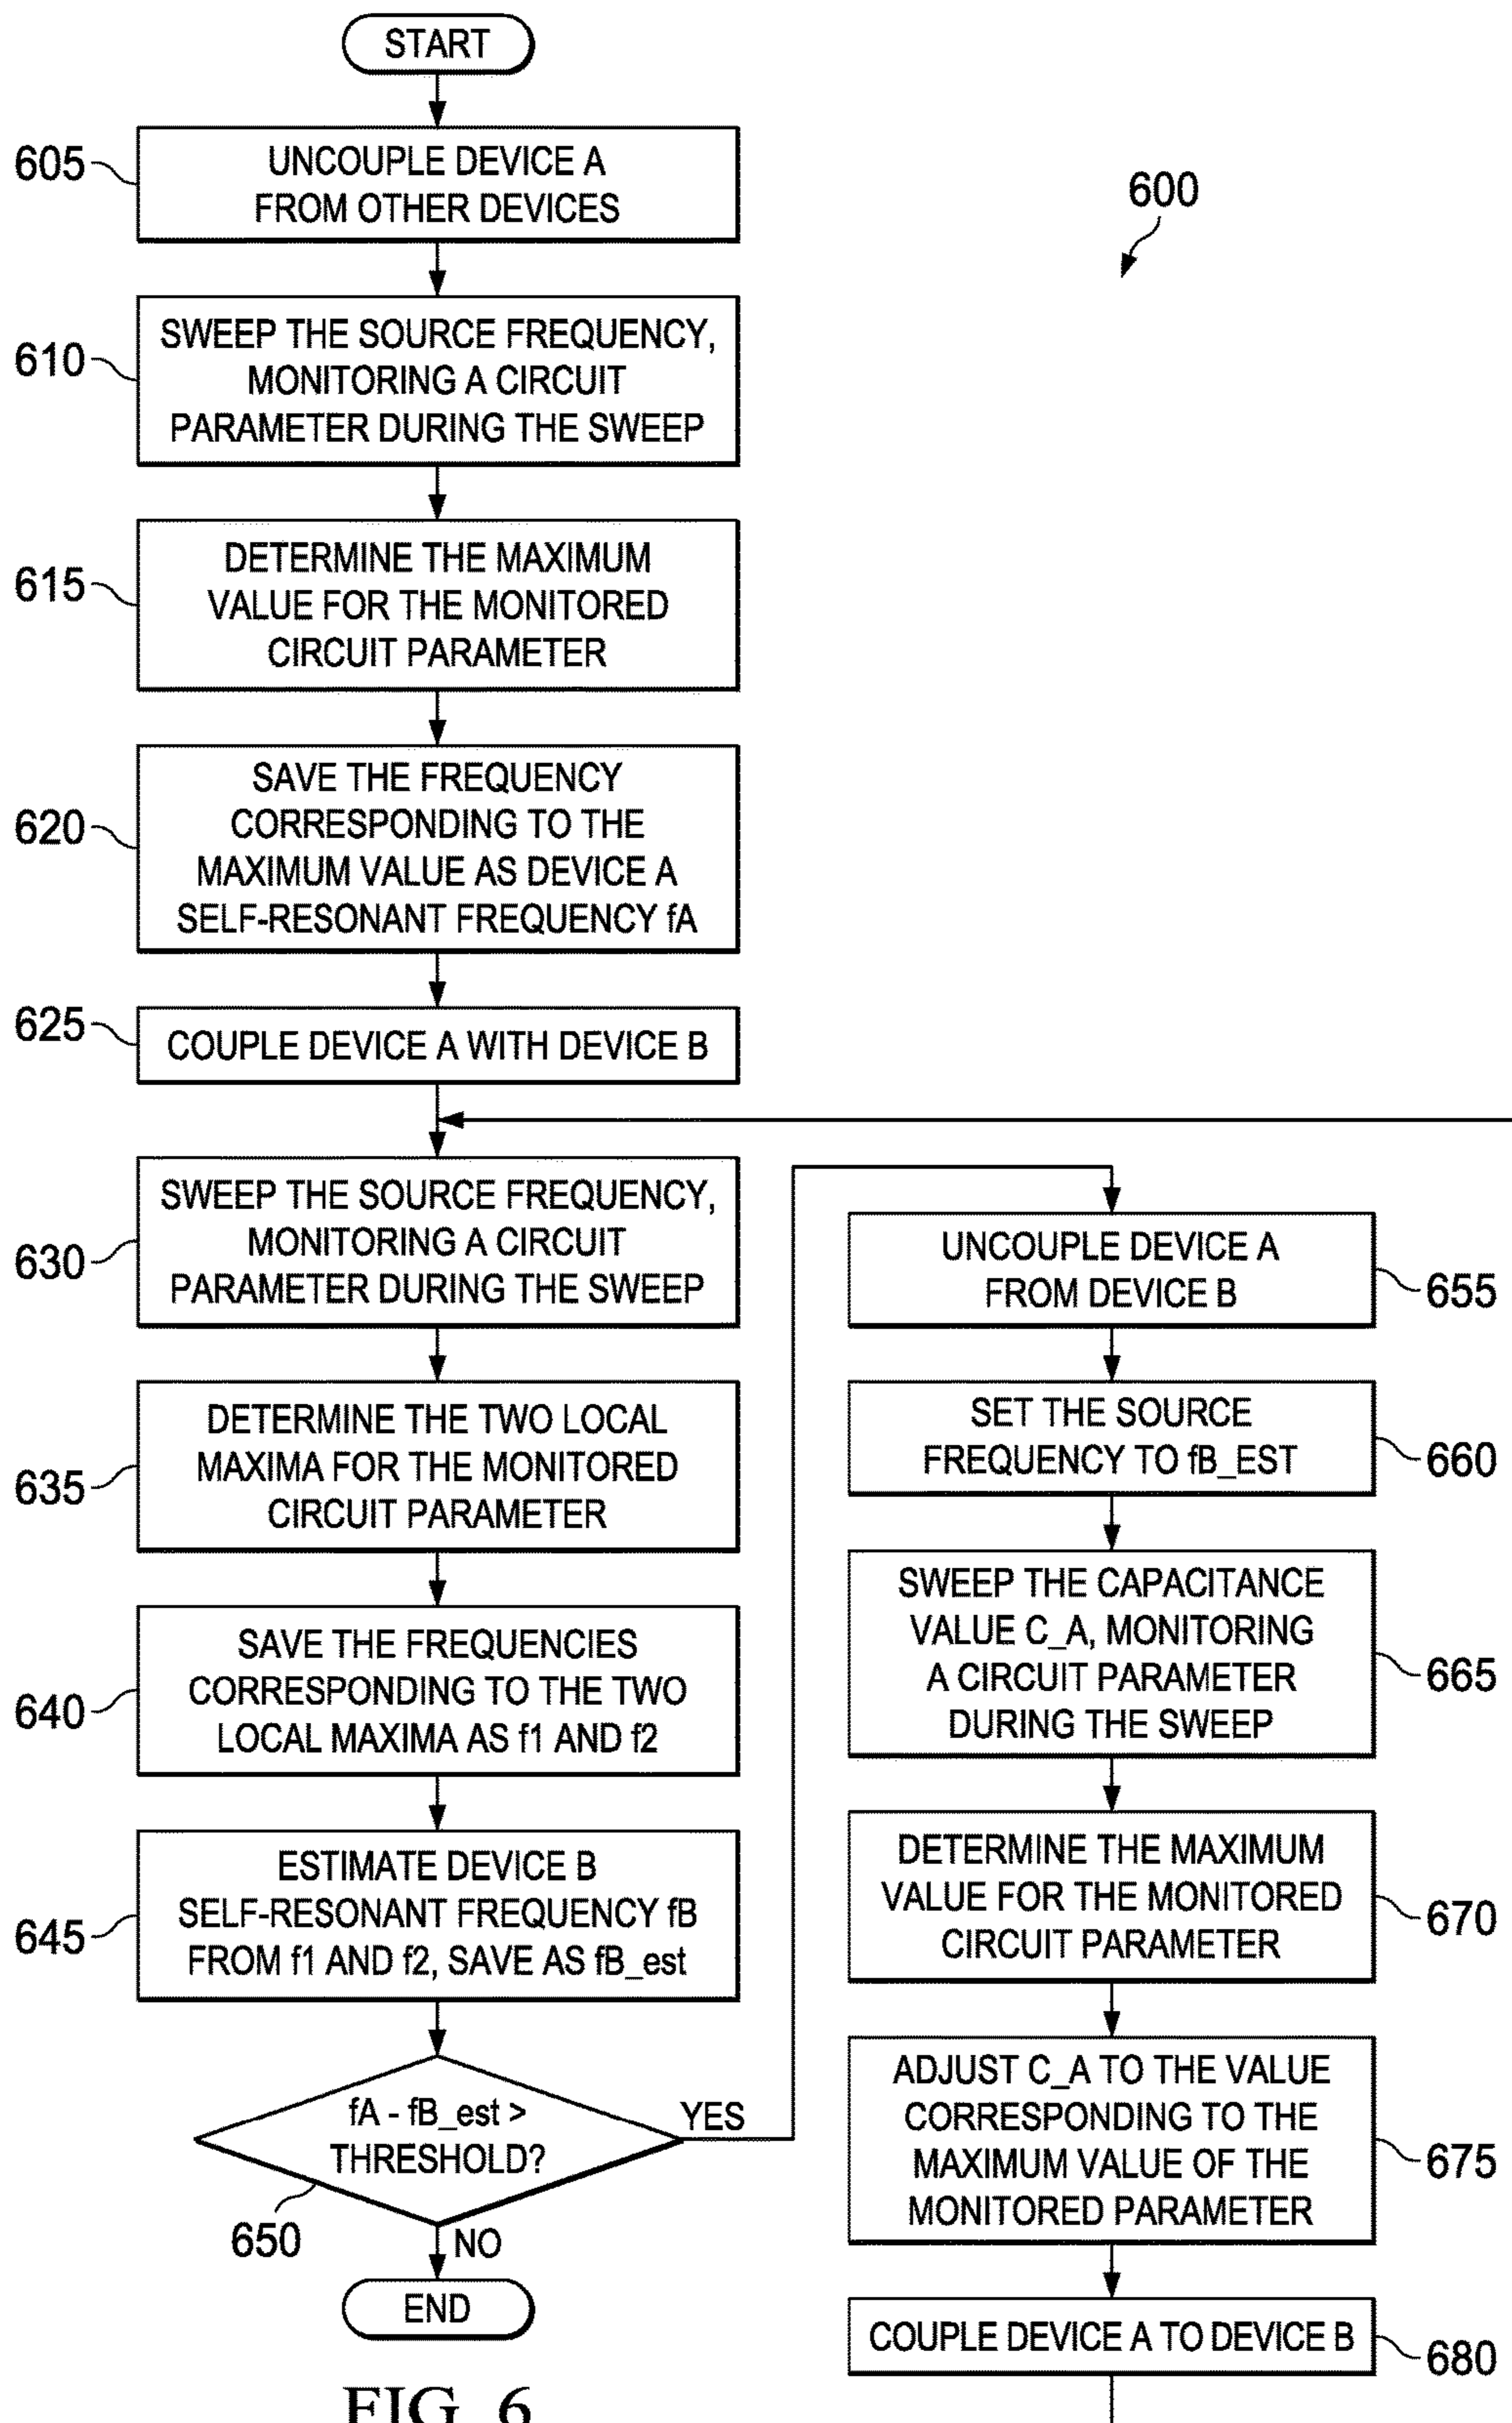 START
605
UNCOUPLE DEVICE A
FROM OTHER DEVICES
600
610
SWEEP THE SOURCE FREQUENCY,
MONITORING A CIRCUIT
PARAMETER DURING THE SWEEP
615
DETERMINE THE MAXIMUM
VALUE FOR THE MONITORED
CIRCUIT PARAMETER
620
SAVE THE FREQUENCY
CORRESPONDING TO THE
MAXIMUM VALUE AS DEVICE A
SELF-RESONANT FREQUENCY fA
625
COUPLE DEVICE A WITH DEVICE B
630
SWEEP THE SOURCE FREQUENCY,
MONITORING A CIRCUIT
PARAMETER DURING THE SWEEP
635
DETERMINE THE TWO LOCAL
MAXIMA FOR THE MONITORED
CIRCUIT PARAMETER
640
SAVE THE FREQUENCIES
CORRESPONDING TO THE TWO
LOCAL MAXIMA AS f1 AND f2
645
ESTIMATE DEVICE B
SELF-RESONANT FREQUENCY fB
FROM f1 AND f2, SAVE AS fB_est
fA - fB_est >
THRESHOLD?
YES
650
NO
END
UNCOUPLE DEVICE A
FROM DEVICE B
655
SET THE SOURCE
FREQUENCY TO fB_EST
660
SWEEP THE CAPACITANCE
VALUE C_A, MONITORING
A CIRCUIT PARAMETER
DURING THE SWEEP
665
DETERMINE THE MAXIMUM
VALUE FOR THE MONITORED
CIRCUIT PARAMETER
670
ADJUST C_A TO THE VALUE
CORRESPONDING TO THE
MAXIMUM VALUE OF THE
MONITORED PARAMETER
675
COUPLE DEVICE A TO DEVICE B
680
FIG. 6